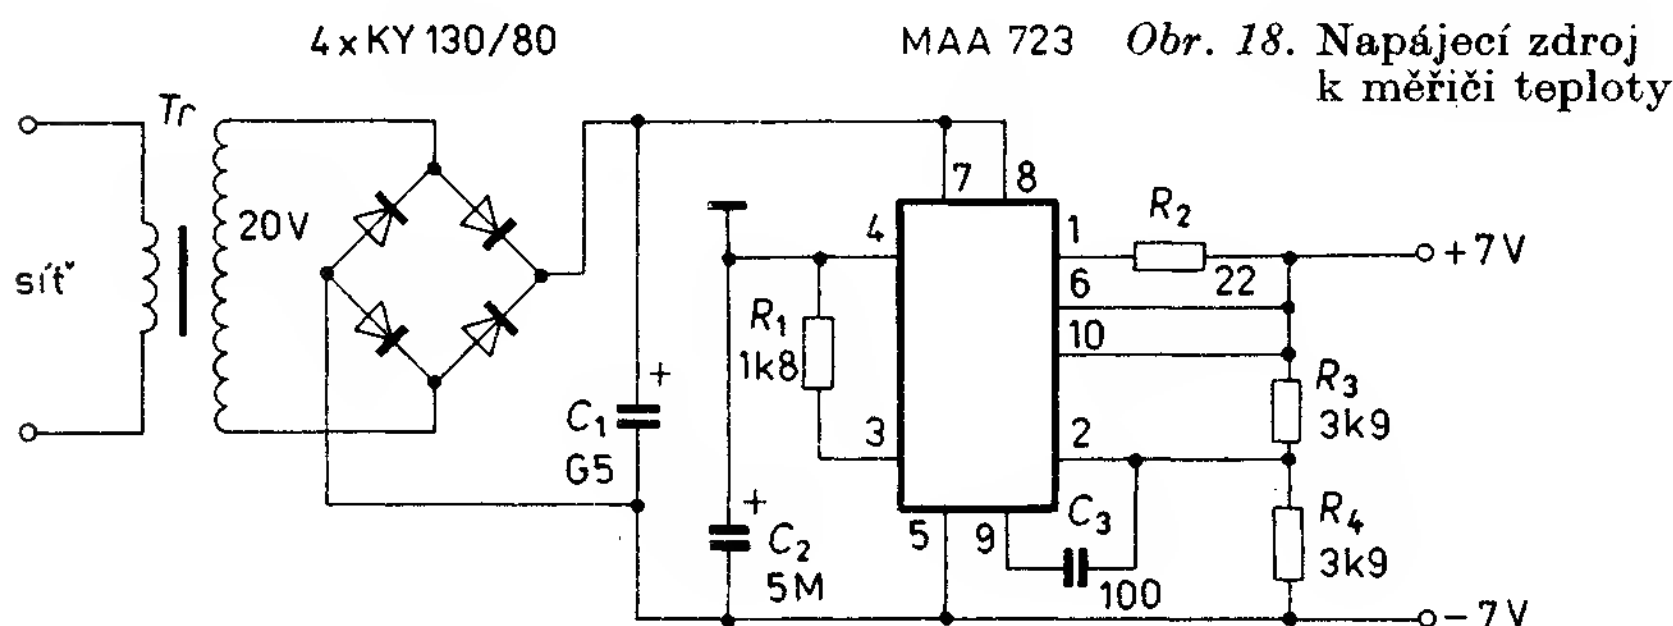 4 x KY 130/80
MAA 723
Obr. 18. Napájecí zdroj
k měřiči teploty
Tr
20V
síť
7
8
4
1
R2
+7V
6
22
R1
1k8
10
R3
3k9
+
C1
G5
3
2
+
C2
5M
5
9
C3
100
R4
3k9
-7V